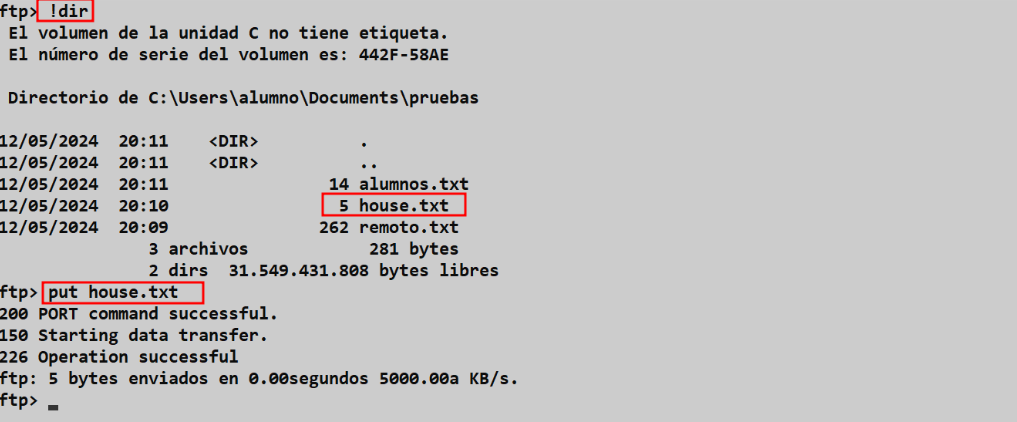 ftp> !dir
El volumen de la unidad C no tiene etiqueta.
El número de serie del volumen es: 442F-58AE
Directorio de C:\Users\alumno\Documents\pruebas
12/05/2024  20:11    <DIR>          .
12/05/2024  20:11    <DIR>          ..
12/05/2024  20:11                14 alumnos.txt
12/05/2024  20:10                 5 house.txt
12/05/2024  20:09               262 remoto.txt
3 archivos            281 bytes
2 dirs  31.549.431.808 bytes libres
ftp> put house.txt
200 PORT command successful.
150 Starting data transfer.
226 Operation successful
ftp: 5 bytes enviados en 0.00segundos 5000.00a KB/s.
ftp>